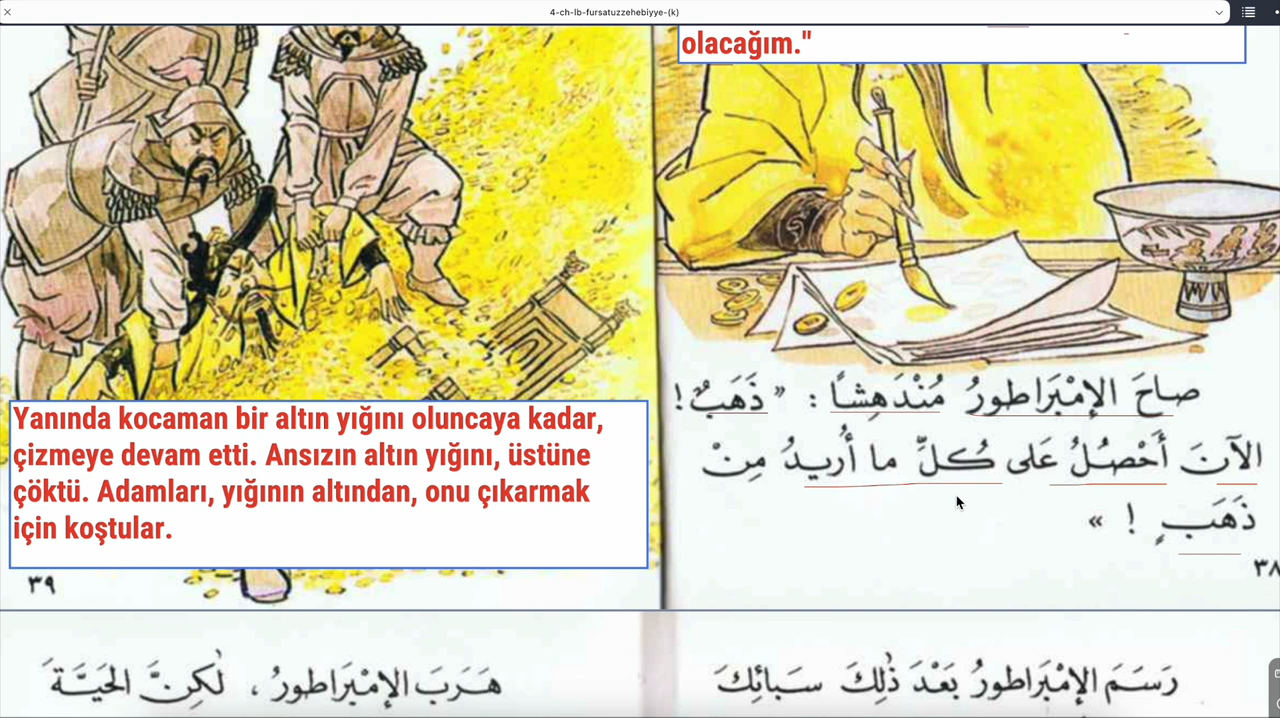 4-ch-lb-fursatuzzehebiyye-(k)
olacağım."
صاحَ الإمْبَراطورُ مُنْدَهِشًا : « ذَهَبٌ !
الآنَ أَحْصُلُ عَلى كُلِّ ما أُريدُ مِنْ
ذَهَبٍ ! »
٣٨
Yanında kocaman bir altın yığını oluncaya kadar,
çizmeye devam etti. Ansızın altın yığını, üstüne
çöktü. Adamları, yığının altından, onu çıkarmak
için koştular.
٣٩
رَسَمَ الإمْبَراطورُ بَعْدَ ذٰلِكَ سَبائِكَ
هَرَبَ الإمْبَراطورُ ، لٰكِنَّ الحَيَّةَ